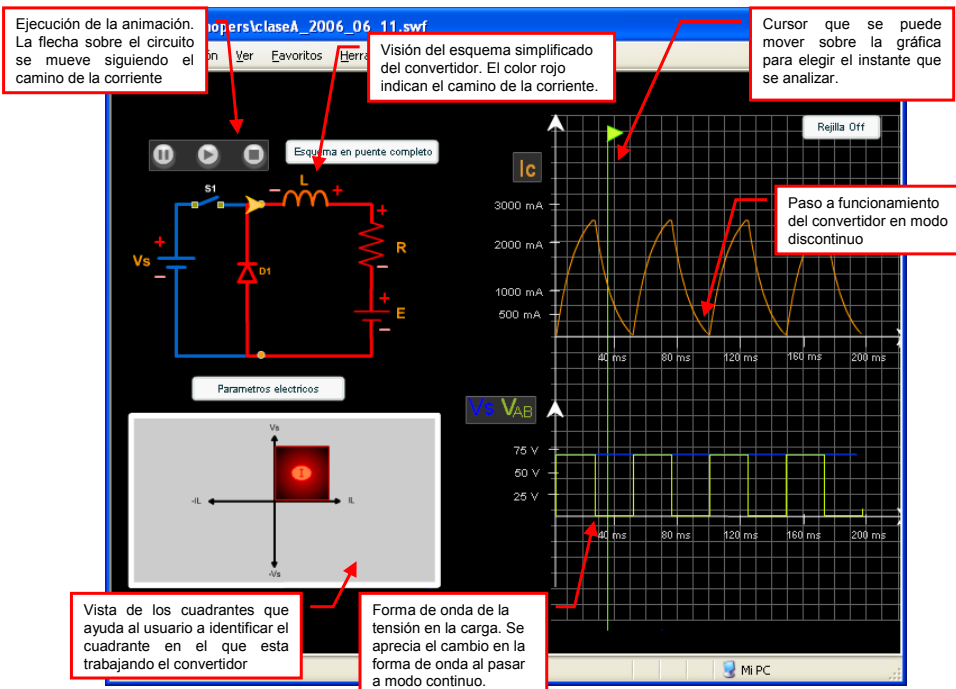 Ejecución de la animación.
La flecha sobre el circuito
se mueve siguiendo el
camino de la corriente
hopers\claseA_2006_06_11.swf
Ver Favoritos
Visión del esquema simplificado
del convertidor. El color rojo
indican el camino de la corriente.
Cursor que se puede
mover sobre la gráfica
para elegir el instante que
se analizar.
Rejilla Off
Esquema en puente completo
Ic
3000 mA
2000 mA
1000 mA
500 mA
40 ms 80 ms 120 ms 160 ms 200 ms
Paso a funcionamiento
del convertidor en modo
discontinuo
S1
L
- +
+
Vs
-
D1
+
R
-
+
E
-
Parametros electricos
Vs VAB
75 V
50 V
25 V
40 ms 80 ms 120 ms 160 ms 200 ms
Vs
I
-IL IL
-Vs
Vista de los cuadrantes que
ayuda al usuario a identificar el
cuadrante en el que esta
trabajando el convertidor
Forma de onda de la
tensión en la carga. Se
aprecia el cambio en la
forma de onda al pasar
a modo continuo.
Mi PC